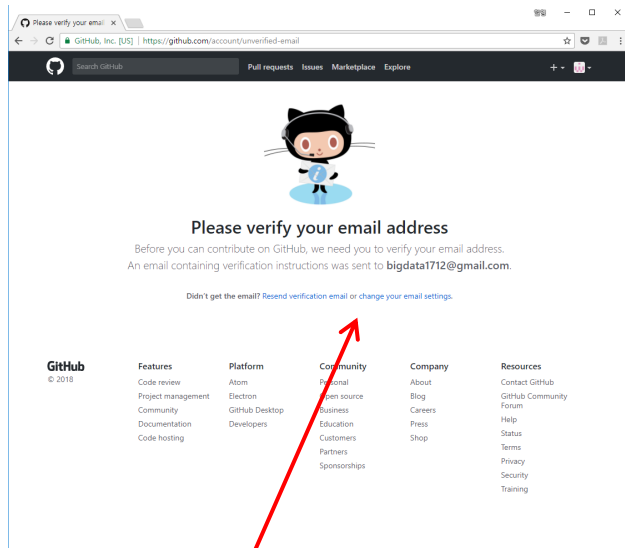 Please verify your email
GitHub, Inc. [US] | https://github.com/account/unverified-email
Search GitHub
Pull requests Issues Marketplace Explore
Please verify your email address
Before you can contribute on GitHub, we need you to verify your email address.
An email containing verification instructions was sent to bigdata1712@gmail.com.
Didn't get the email? Resend verification email or change your email settings.
GitHub
© 2018
Features
Code review
Project management
Community
Documentation
Code hosting
Platform
Atom
Electron
GitHub Desktop
Developers
Community
Personal
Open source
Business
Education
Customers
Partners
Sponsorships
Company
About
Blog
Careers
Press
Shop
Resources
Contact GitHub
GitHub Community
Forum
Help
Status
Terms
Privacy
Security
Training